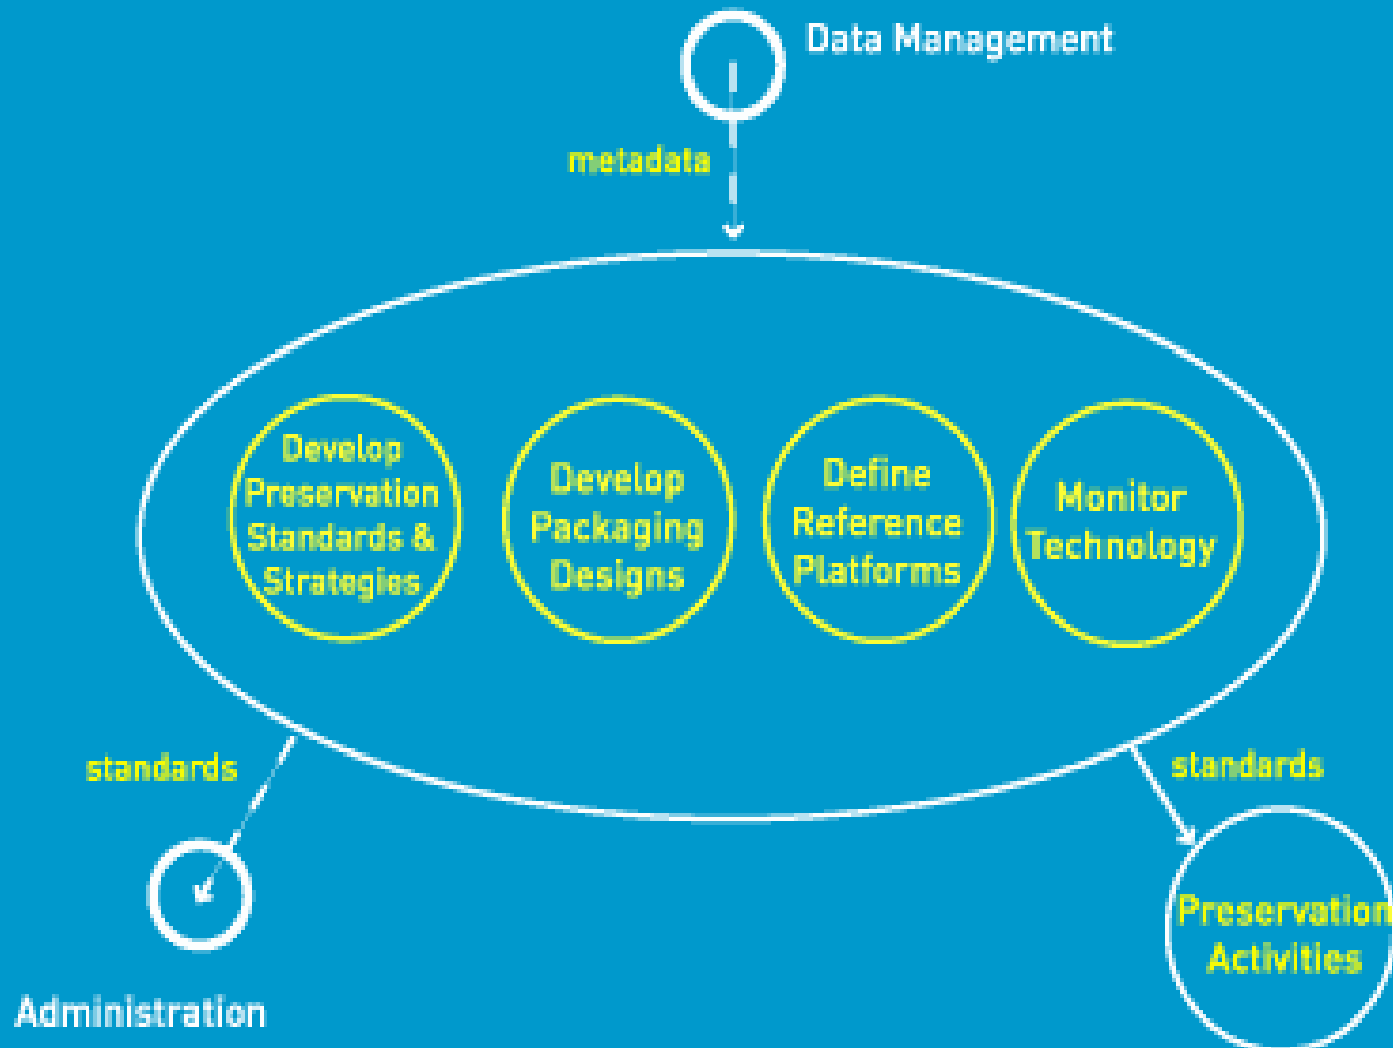 Data Management
metadata
Develop
Preservation
Standards &
Strategies
Develop
Packaging
Designs
Define
Reference
Platforms
Monitor
Technology
standards
standards
Preservation
Activities
Administration